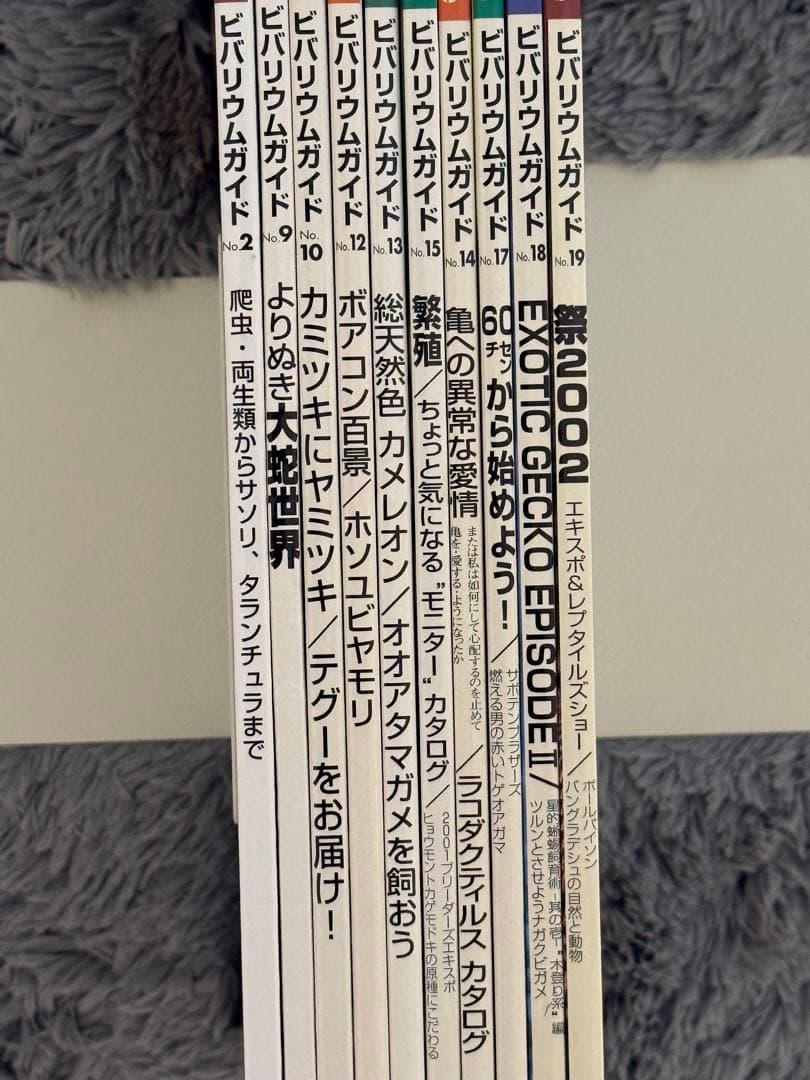 ビバリウムガイド No.2 爬虫・両生類からサソリ、タランチュラまで
ビバリウムガイド No.9 よりぬき大蛇世界
ビバリウムガイド No.10 カミツキにヤミツキ/テグーをお届け!
ビバリウムガイド No.12 ボアコン百景/ホソユビヤモリ
ビバリウムガイド No.13 総天然色 カメレオン/オオアタマガメを飼おう
ビバリウムガイド No.15 繁殖/ちょっと気になる"モニター"カタログ/
2001ブリーダーズエキスポ
ヒョウモントカゲモドキの原種にこだわる
ビバリウムガイド No.14 亀への異常な愛情
または私は如何にして心配するのを止めて
亀を・愛する・ようになったか
/ラコダクティルス カタログ
ビバリウムガイド No.17 60センチから始めよう!/
サボテンブラザーズ
燃える男の赤いトゲオアガマ
ビバリウムガイド No.18 EXOTIC GECKO EPISODE II/
星的蜥蜴飼育術-其の壱-"木登り系"編
ツルンとさせようナガクビガメ/
ビバリウムガイド No.19 祭2002 エキスポ&レプタイルズショー/
ボールパイソン
バングラデシュの自然と動物